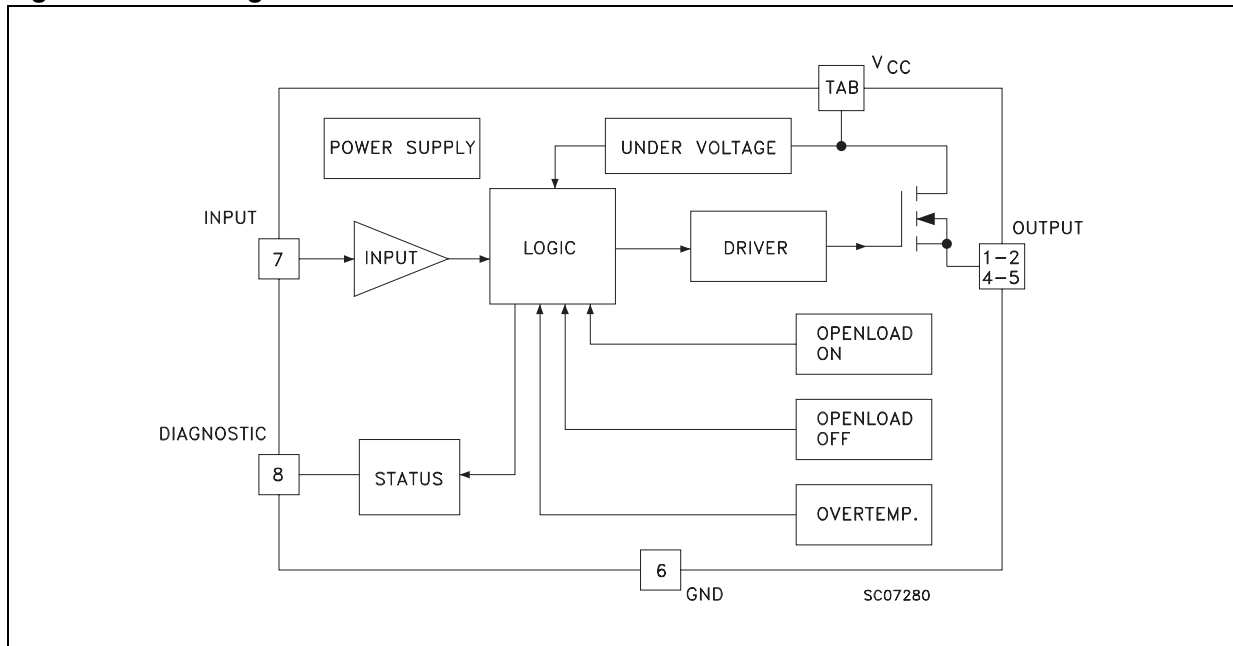 V CC
TAB
POWER SUPPLY
UNDER VOLTAGE
INPUT
7
INPUT
LOGIC
DRIVER
OUTPUT
1-2
4-5
OPENLOAD
ON
OPENLOAD
OFF
DIAGNOSTIC
8
STATUS
OVERTEMP.
6
GND
SC07280